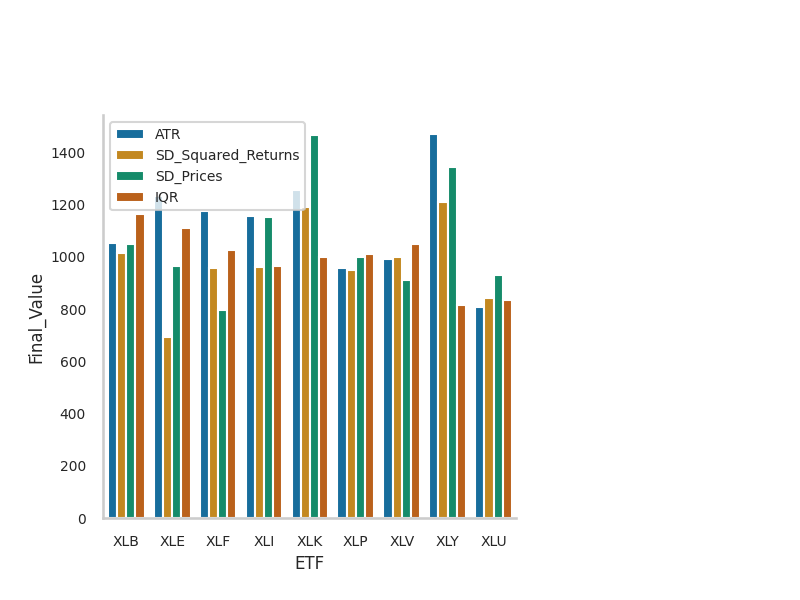 ATR
SD_Squared_Returns
SD_Prices
IQR
1400
1200
1000
800
600
400
200
0
Final_Value
XLB XLE XLF XLI XLK XLP XLV XLY XLU
ETF